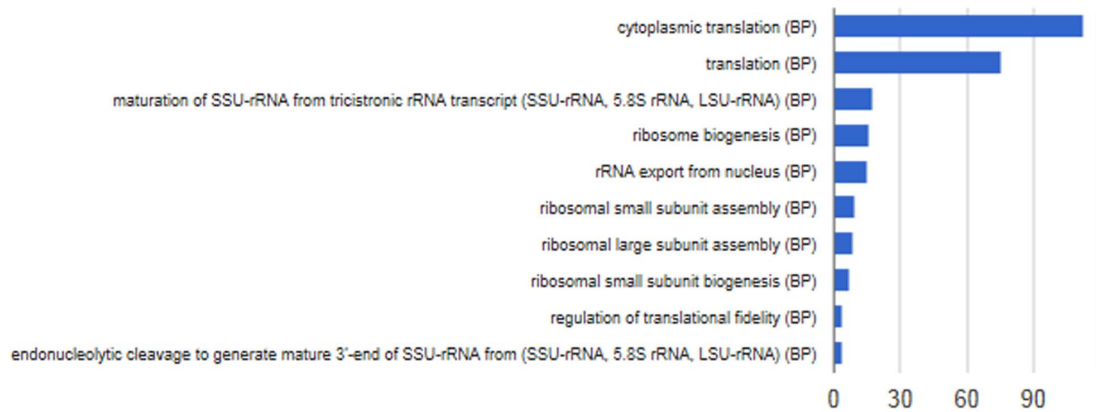 cytoplasmic translation (BP)
translation (BP)
maturation of SSU-rRNA from tricistronic rRNA transcript (SSU-rRNA, 5.8S rRNA, LSU-rRNA) (BP)
ribosome biogenesis (BP)
rRNA export from nucleus (BP)
ribosomal small subunit assembly (BP)
ribosomal large subunit assembly (BP)
ribosomal small subunit biogenesis (BP)
regulation of translational fidelity (BP)
endonucleolytic cleavage to generate mature 3'-end of SSU-rRNA from (SSU-rRNA, 5.8S rRNA, LSU-rRNA) (BP)
0 30 60 90